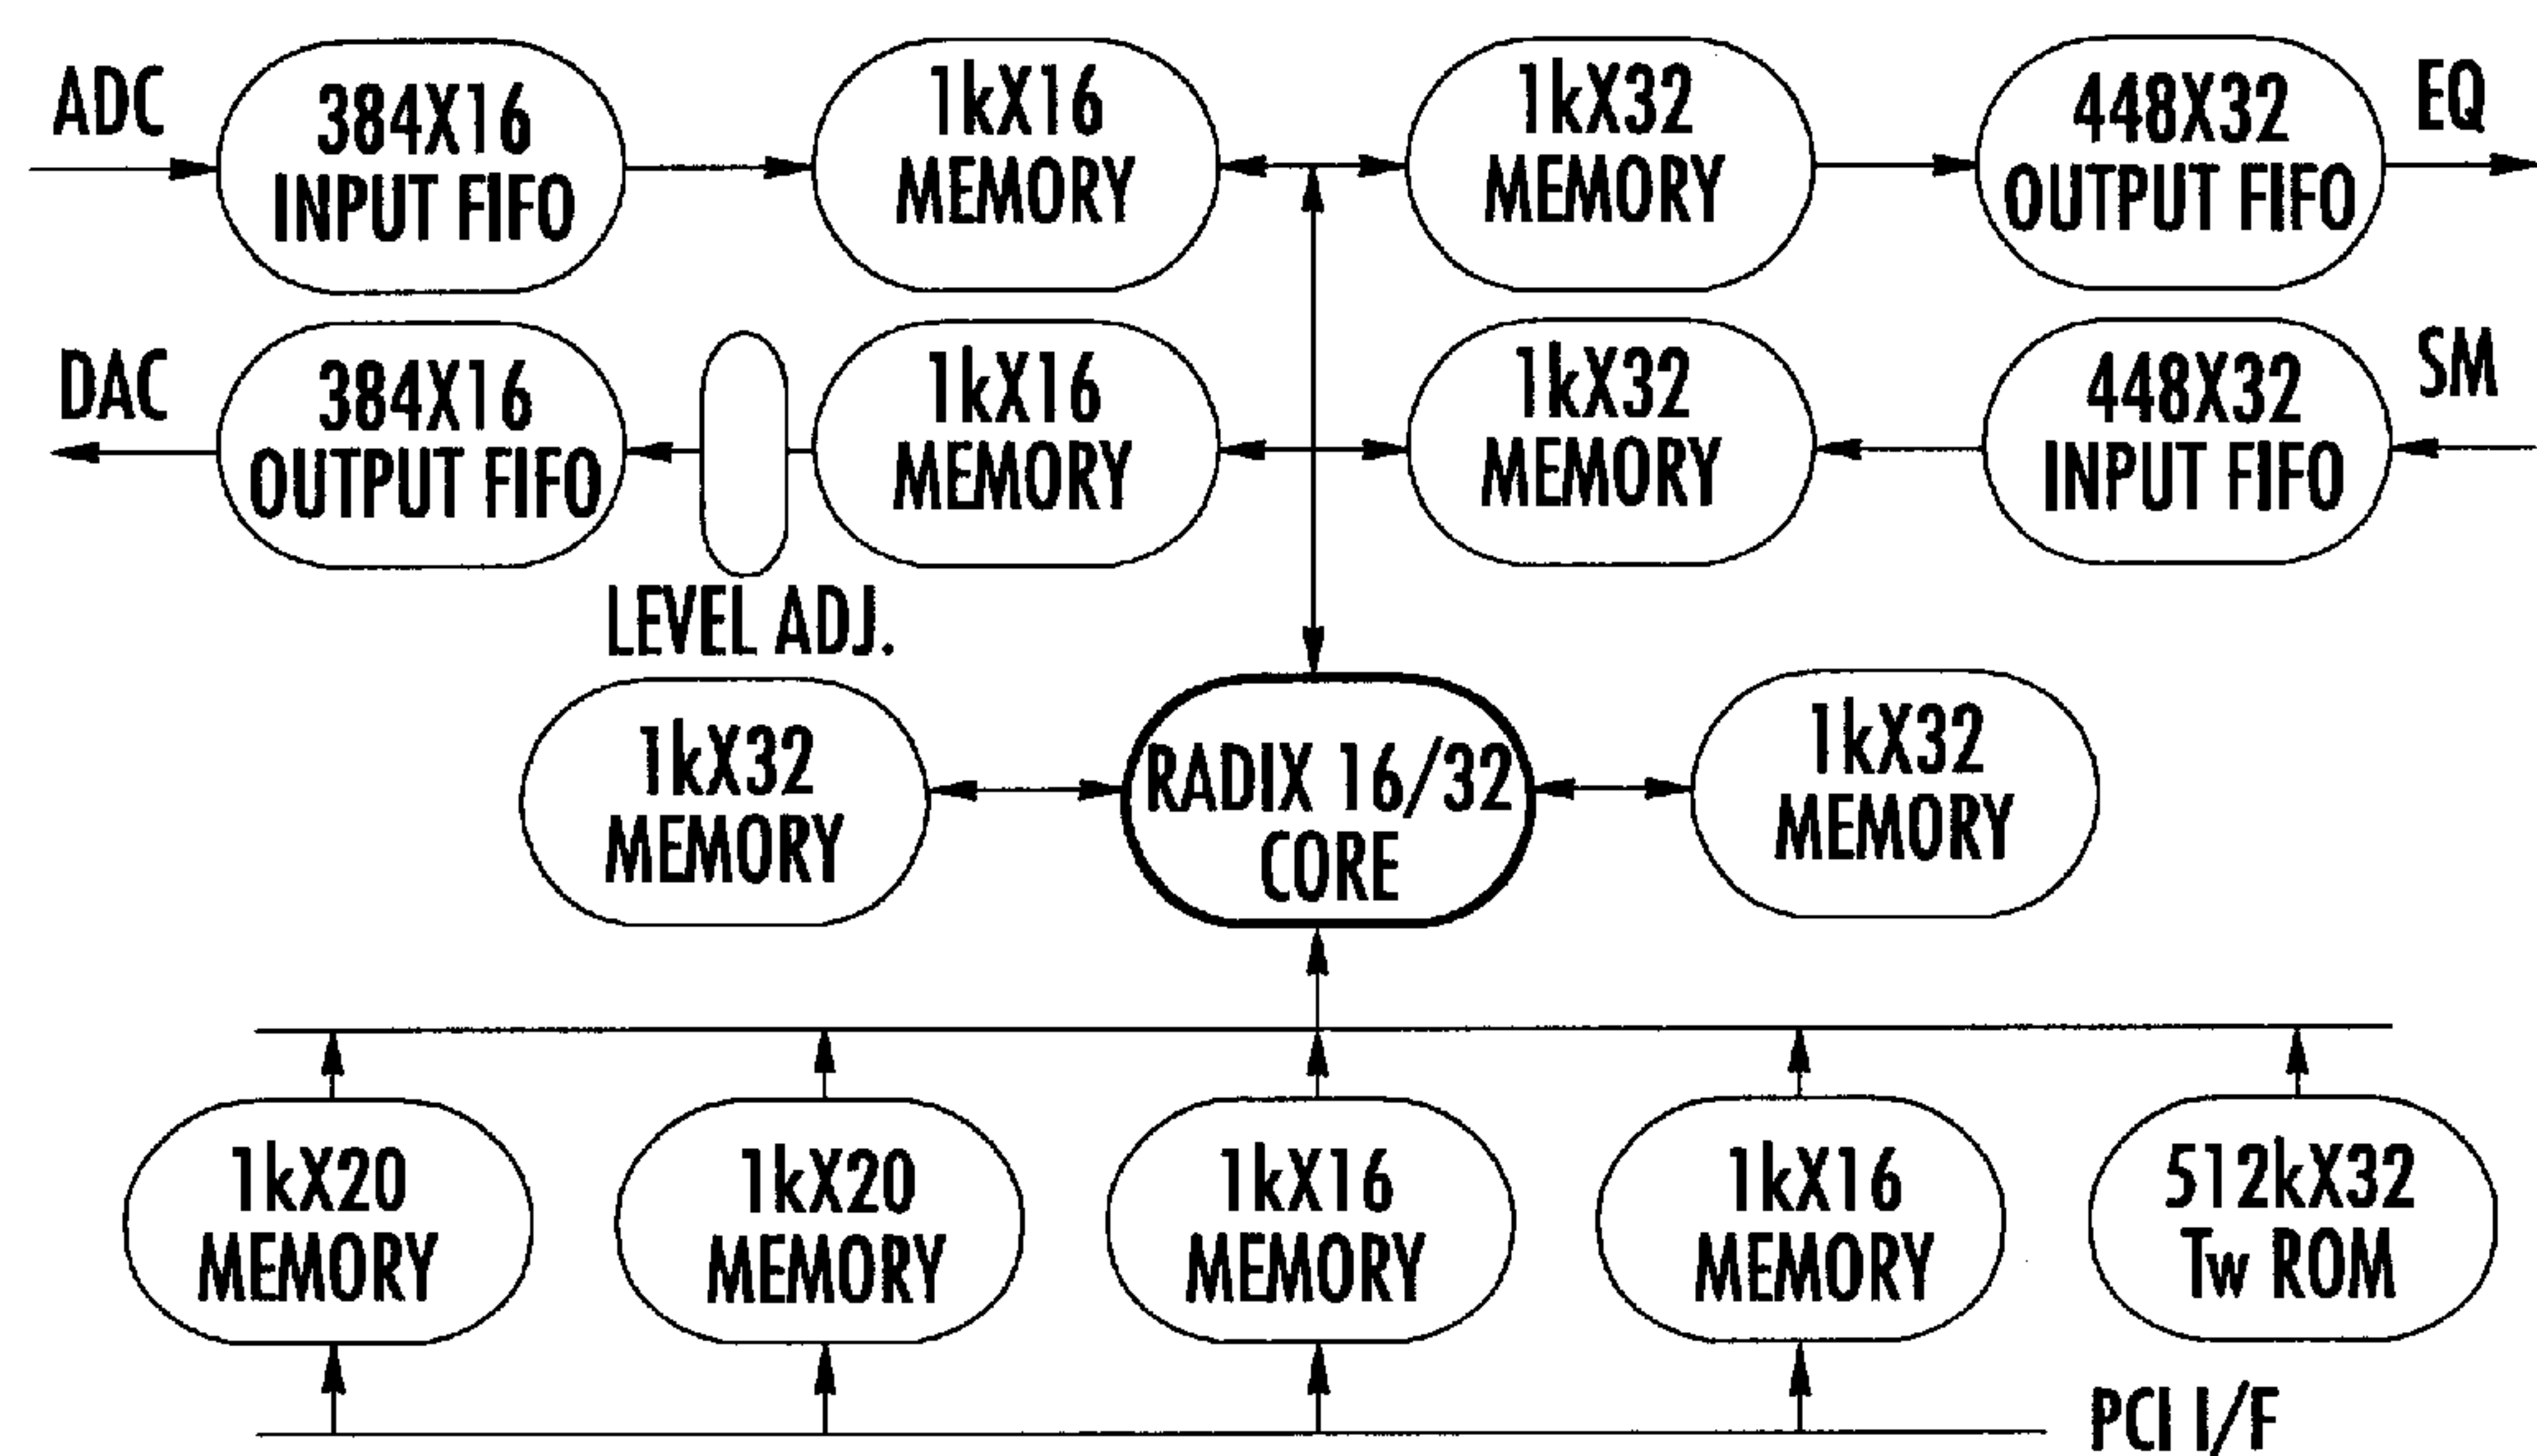 ADC
384X16
INPUT FIFO
1kX16
MEMORY
1kX32
MEMORY
448X32
OUTPUT FIFO
EQ
DAC
384X16
OUTPUT FIFO
LEVEL ADJ.
1kX16
MEMORY
1kX32
MEMORY
448X32
INPUT FIFO
SM
1kX32
MEMORY
RADIX 16/32
CORE
1kX32
MEMORY
1kX20
MEMORY
1kX20
MEMORY
1kX16
MEMORY
1kX16
MEMORY
512kX32
Tw ROM
PCI I/F